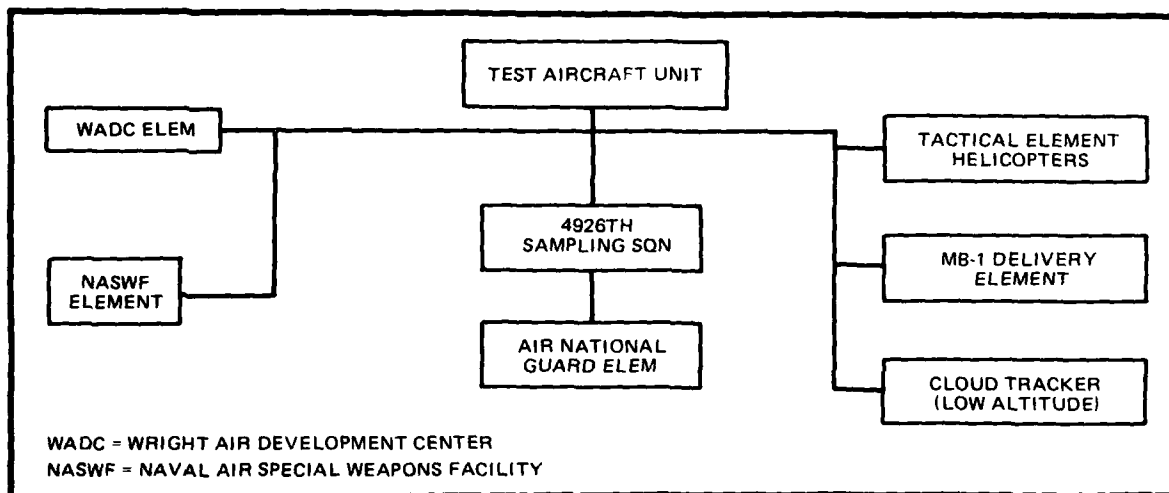 TEST AIRCRAFT UNIT
WADC ELEM
TACTICAL ELEMENT
HELICOPTERS
4926TH
SAMPLING SQN
MB-1 DELIVERY
ELEMENT
NASWF
ELEMENT
AIR NATIONAL
GUARD ELEM
CLOUD TRACKER
(LOW ALTITUDE)
WADC = WRIGHT AIR DEVELOPMENT CENTER
NASWF = NAVAL AIR SPECIAL WEAPONS FACILITY